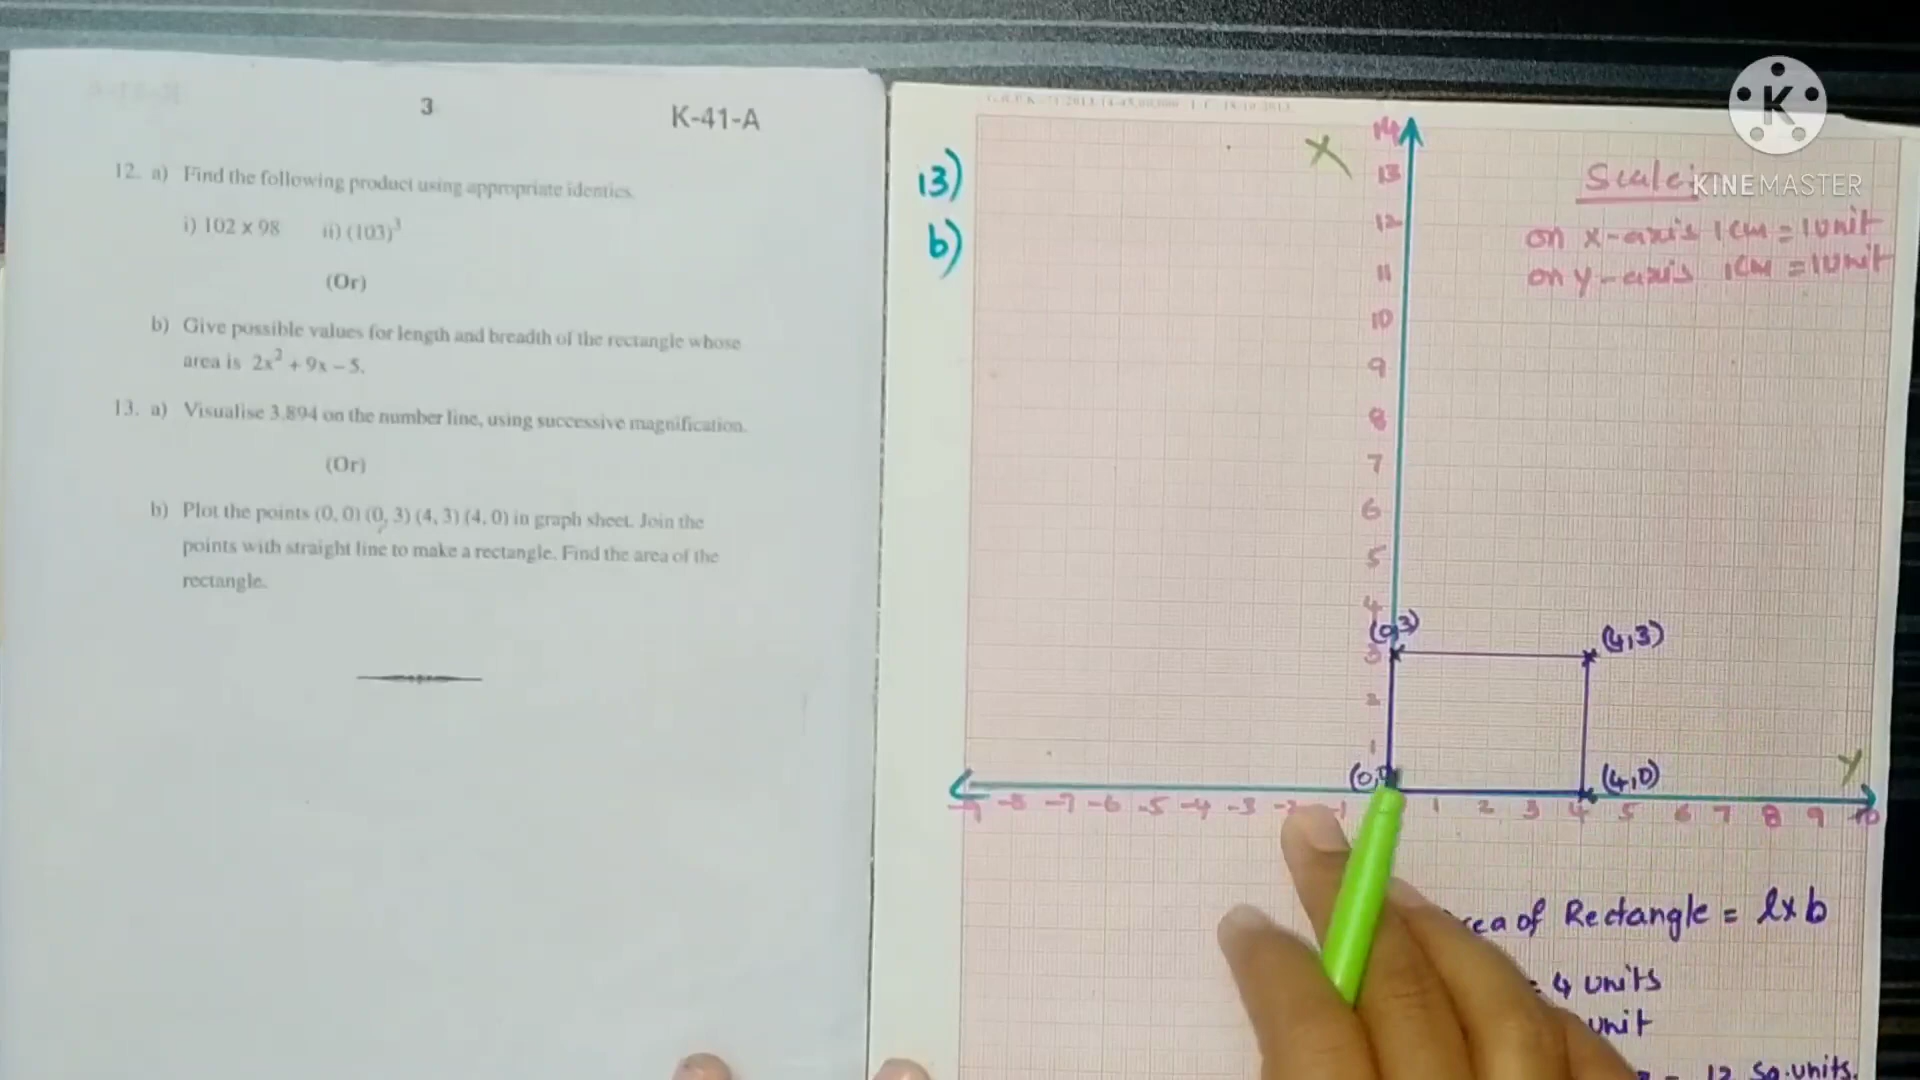 3
K-41-A
12. a) Find the following product using appropriate identics.
i) 102 x 98 ii) (103)³
(Or)
b) Give possible values for length and breadth of the rectangle whose
area is 2x² + 9x – 5.
13. a) Visualise 3.894 on the number line, using successive magnification.
(Or)
b) Plot the points (0, 0) (0, 3) (4, 3) (4, 0) in graph sheet. Join the
points with straight line to make a rectangle. Find the area of the
rectangle.
K
KINEMASTER
13)
b)
X
Scale:
on x-axis 1cm = 1unit
on y-axis 1cm = 1unit
14
13
12
11
10
9
8
7
6
5
4
(0,3)
(4,3)
3
2
1
(0,0
(4,0)
Y
-9 -8 -7 -6 -5 -4 -3 -2 -1 1 2 3 4 5 6 7 8 9 10
ea of Rectangle = l x b
= 4 units
unit
= 12 sq.units.